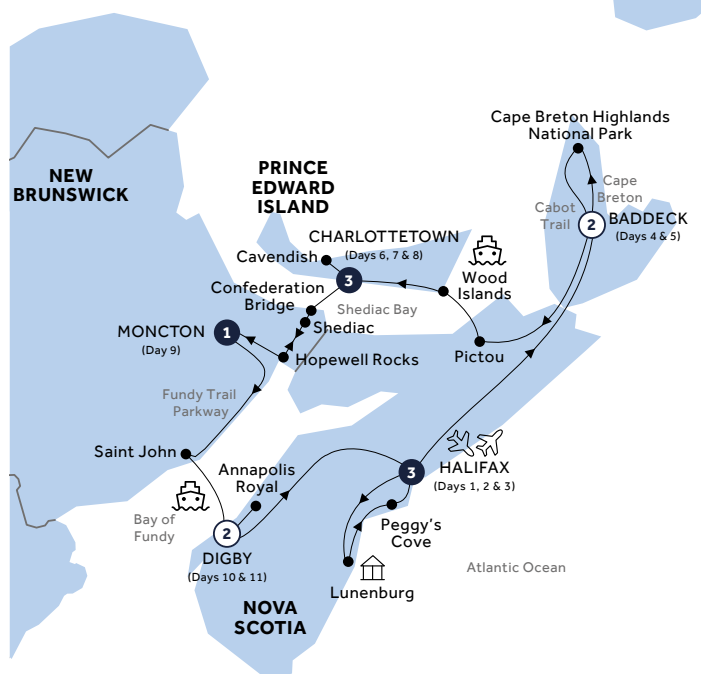 Cape Breton Highlands
National Park
NEW
BRUNSWICK
PRINCE
EDWARD
ISLAND
Cape
Breton
Cabot
Trail
2
BADDECK
(Days 4 & 5)
CHARLOTTETOWN
(Days 6, 7 & 8)
Cavendish
3
Wood
Islands
Confederation
Bridge
Shediac Bay
Shediac
MONCTON
(Day 9)
1
Hopewell Rocks
Pictou
Fundy Trail
Parkway
Saint John
Annapolis
Royal
3
HALIFAX
(Days 1, 2 & 3)
Bay of
Fundy
2
DIGBY
(Days 10 & 11)
Peggy's
Cove
Atlantic Ocean
Lunenburg
NOVA
SCOTIA